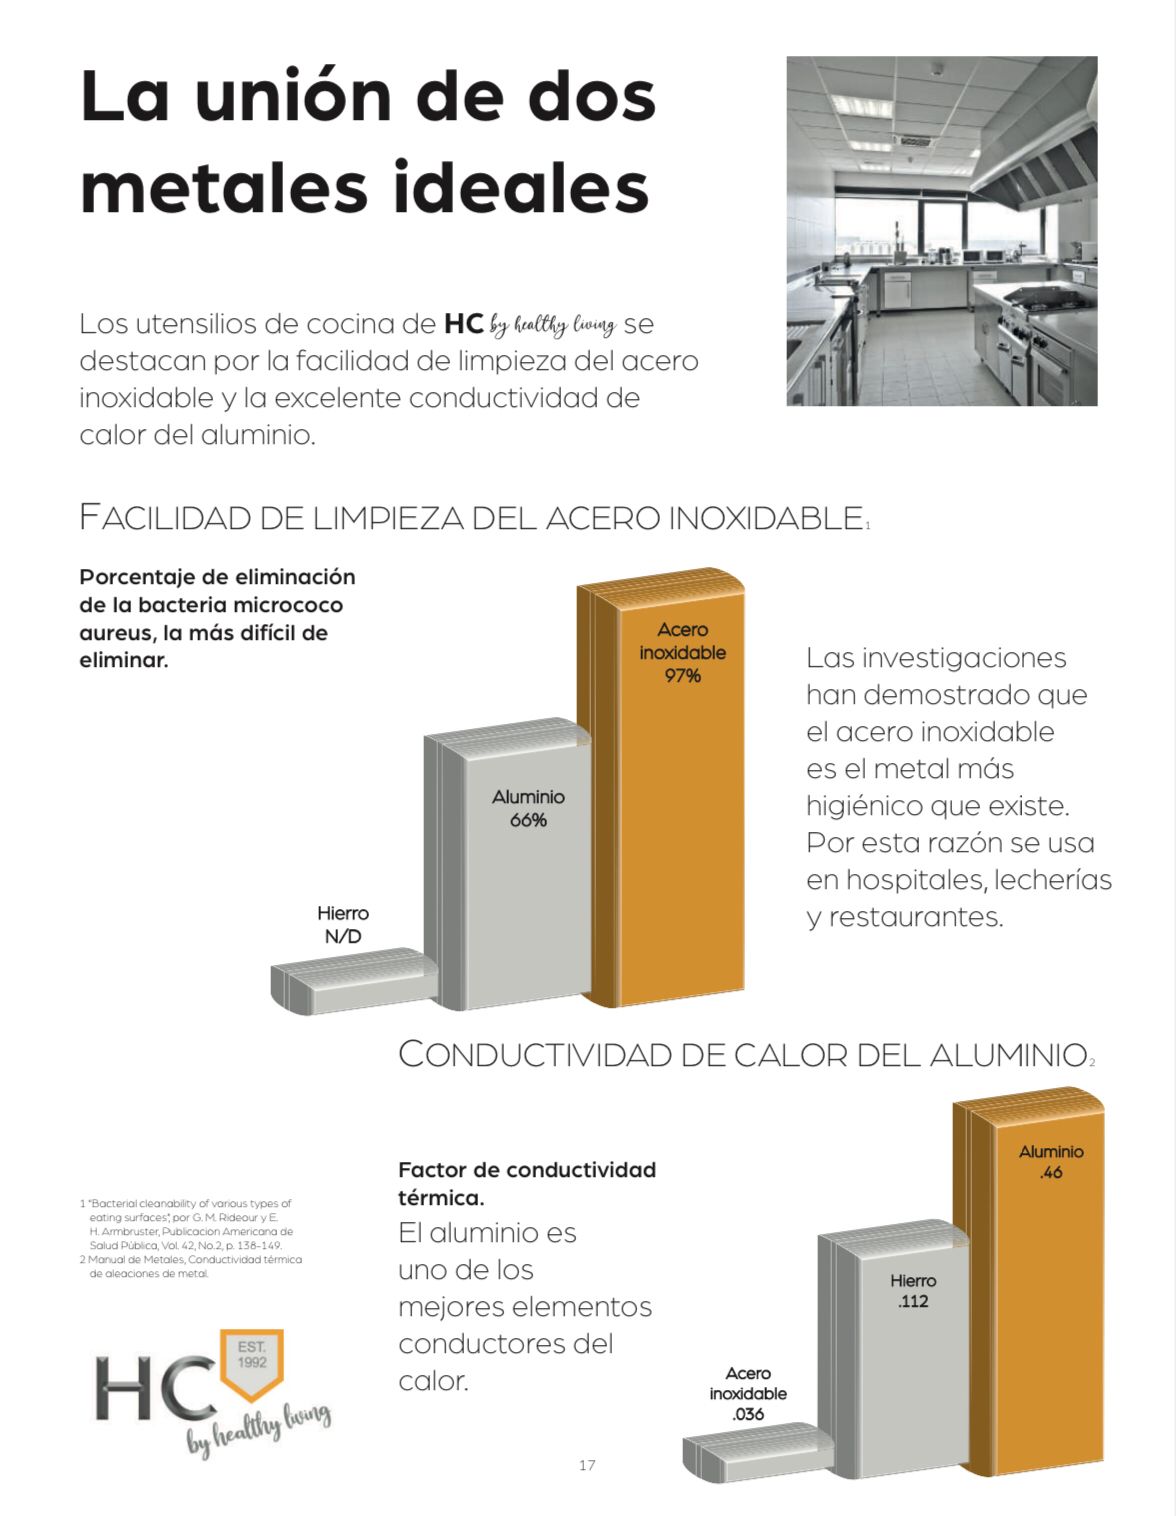 La unión de dos
metales ideales
Los utensilios de cocina de HC by healthy living se
destacan por la facilidad de limpieza del acero
inoxidable y la excelente conductividad de
calor del aluminio.
FACILIDAD DE LIMPIEZA DEL ACERO INOXIDABLE.1
Porcentaje de eliminación
de la bacteria micrococo
aureus, la más difícil de
eliminar.
Acero
inoxidable
97%
Aluminio
66%
Hierro
N/D
Las investigaciones
han demostrado que
el acero inoxidable
es el metal más
higiénico que existe.
Por esta razón se usa
en hospitales, lecherías
y restaurantes.
CONDUCTIVIDAD DE CALOR DEL ALUMINIO.2
Factor de conductividad
térmica.
El aluminio es
uno de los
mejores elementos
conductores del
calor.
Aluminio
.46
Hierro
.112
Acero
inoxidable
.036
1 "Bacterial cleanability of various types of
eating surfaces", por G. M. Rideour y E.
H. Armbruster, Publicacion Americana de
Salud Pública, Vol. 42, No.2, p. 138-149.
2 Manual de Metales, Conductividad térmica
de aleaciones de metal.
HC
EST.
1992
by healthy living
17